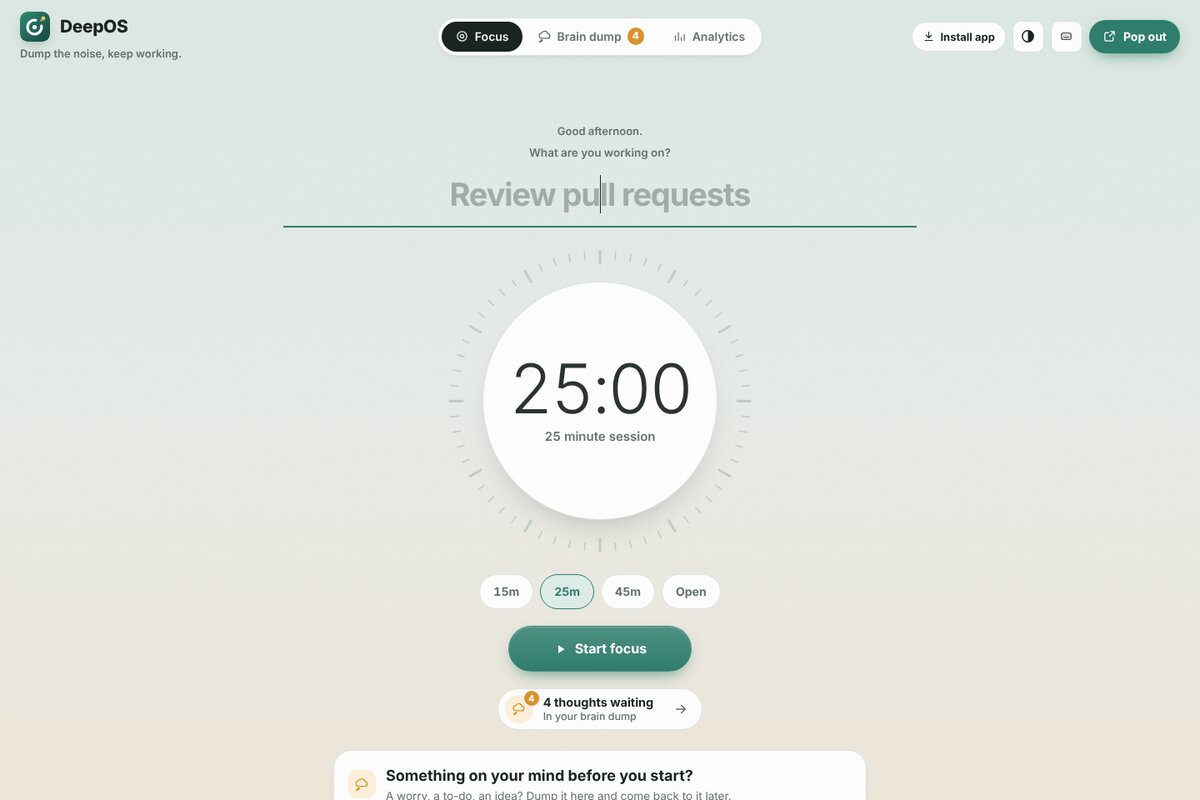 DeepOS
Dump the noise, keep working.
Focus
Brain dump 4
Analytics
Install app
Pop out
Good afternoon.
What are you working on?
Review pull requests
25:00
25 minute session
15m
25m
45m
Open
Start focus
4
4 thoughts waiting
In your brain dump
Something on your mind before you start?
A worry, a to-do, an idea? Dump it here and come back to it later.